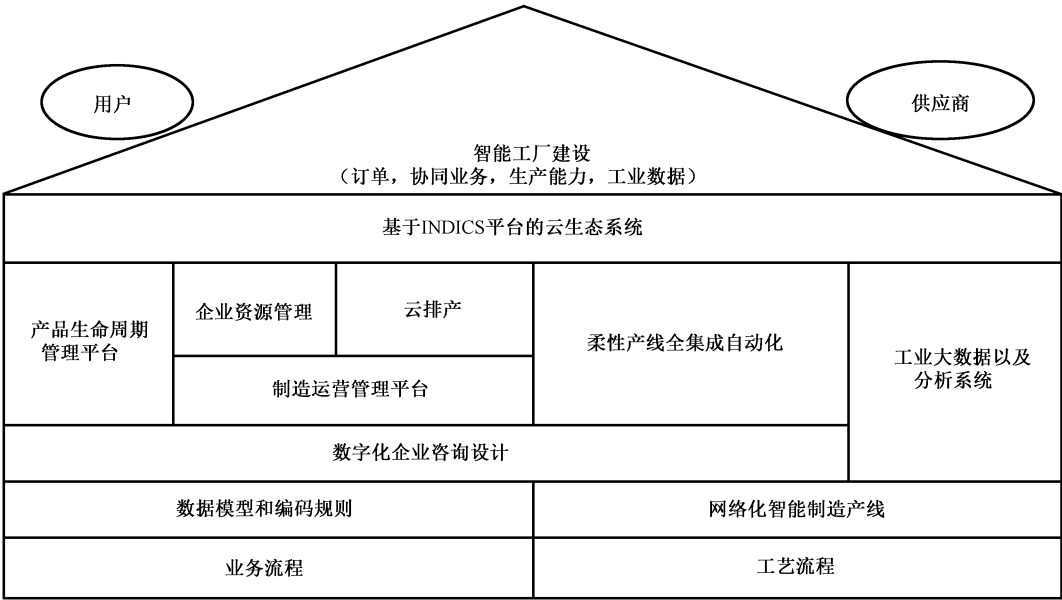 用户
供应商
智能工厂建设
（订单，协同业务，生产能力，工业数据）
基于INDICS平台的云生态系统
产品生命周期
管理平台
企业资源管理
云排产
制造运营管理平台
柔性产线全集成自动化
工业大数据以及
分析系统
数字化企业咨询设计
数据模型和编码规则
网络化智能制造产线
业务流程
工艺流程